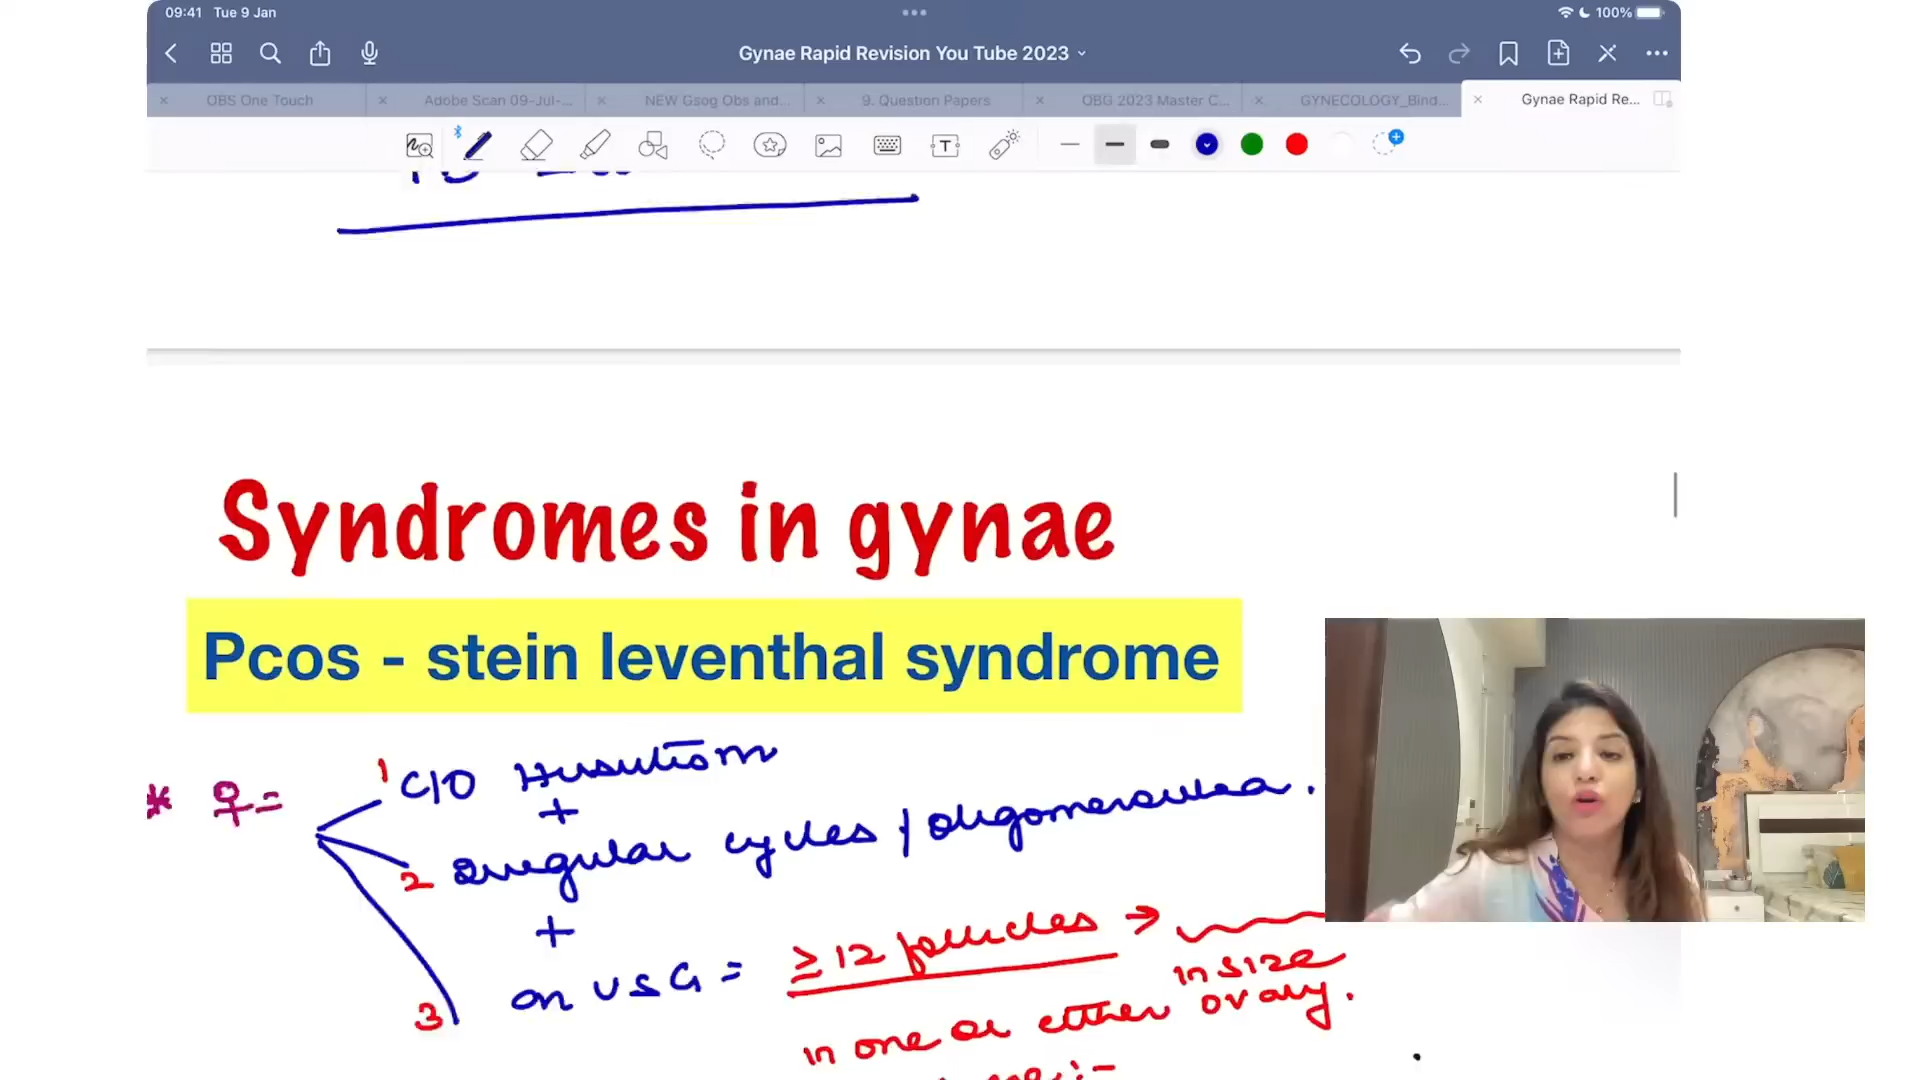 09:41 Tue 9 Jan 100%
Gynae Rapid Revision You Tube 2023
OBS One Touch Adobe Scan 09-Jul-... NEW Gsog Obs and... 9. Question Papers OBG 2023 Master C... GYNECOLOGY_Bind... Gynae Rapid Re...
T
Syndromes in gynae
Pcos - stein leventhal syndrome
* ♀= 1 C/O Hirsutism
+
2 Irregular cycles / oligomenorrhea.
+
3 on USG = ≥12 follicles →
in size
in one or either ovary.